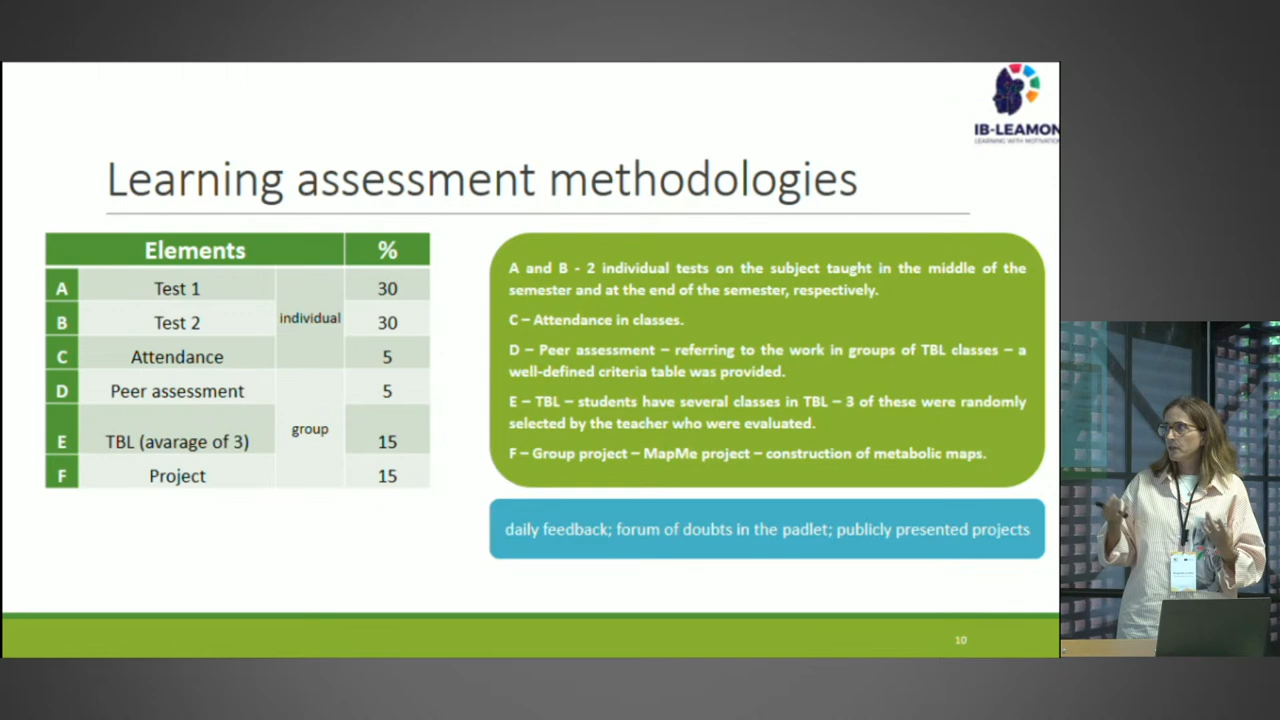 IB-LEAMON
LEARNING WITH MOTIVATION
Learning assessment methodologies
Elements %
A Test 1 30
individual
B Test 2 30
C Attendance 5
D Peer assessment 5
group
E TBL (avarage of 3) 15
F Project 15
A and B - 2 individual tests on the subject taught in the middle of the
semester and at the end of the semester, respectively.
C – Attendance in classes.
D – Peer assessment – referring to the work in groups of TBL classes – a
well-defined criteria table was provided.
E – TBL – students have several classes in TBL – 3 of these were randomly
selected by the teacher who were evaluated.
F – Group project – MapMe project – construction of metabolic maps.
daily feedback; forum of doubts in the padlet; publicly presented projects
10